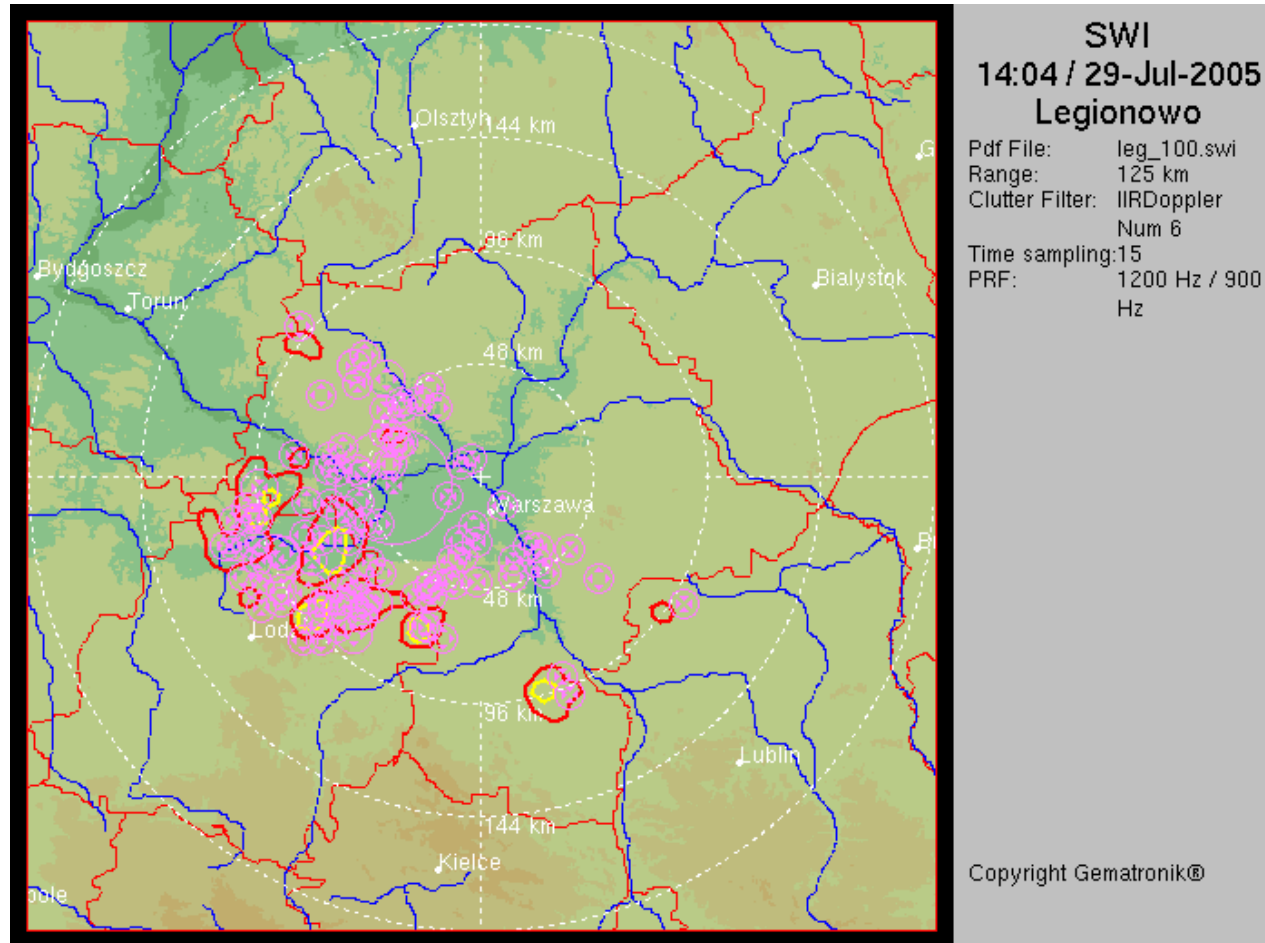 SWI
14:04 / 29-Jul-2005
Legionowo
Pdf File: leg_100.swi
Range: 125 km
Clutter Filter: IIRDoppler
Num 6
Time sampling:15
PRF: 1200 Hz / 900
Hz
Copyright Gematronik®
Olsztyn
144 km
G
96 km
Bydgoszcz
Bialystok
Torun
48 km
Warszawa
B
48 km
Lodz
96 km
Lublin
144 km
Kielce
pole